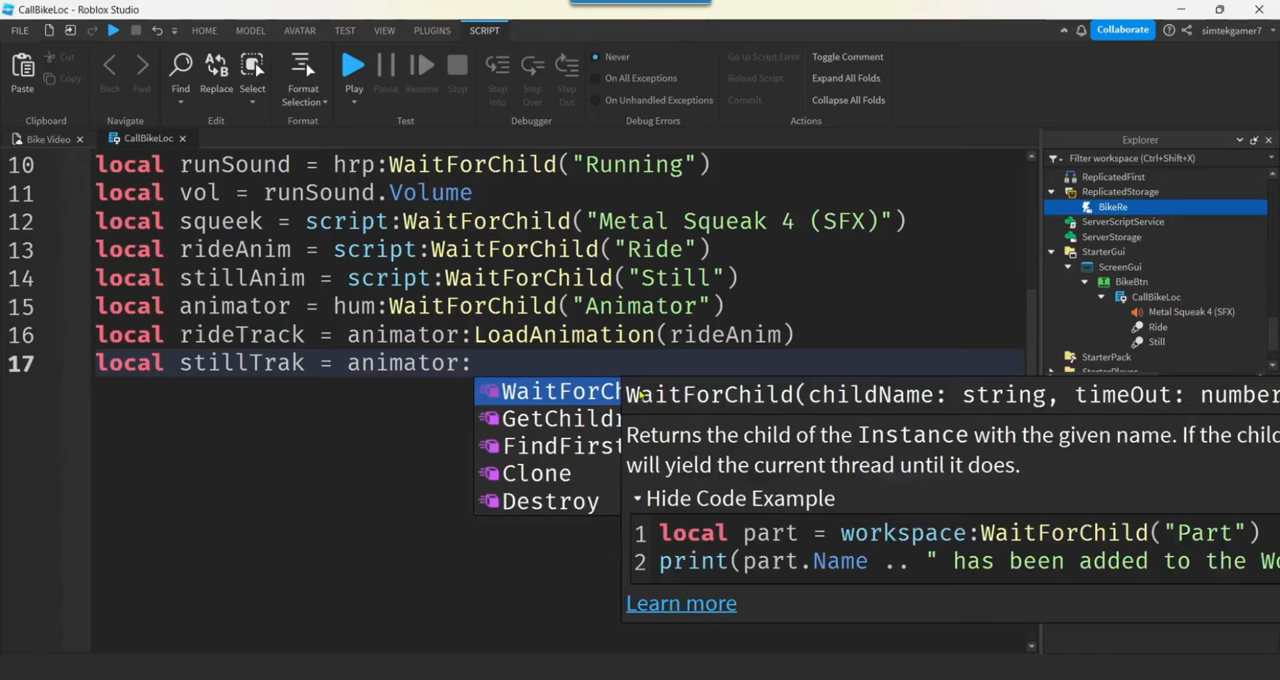 CallBikeLoc - Roblox Studio
FILE HOME MODEL AVATAR TEST VIEW PLUGINS SCRIPT Collaborate simtekgamer7
Paste Cut Copy Back Fwd Find Replace Select Format Selection Play Pause Resume Stop Step Into Step Over Step Out
Never
On All Exceptions
On Unhandled Exceptions
Go to Script Error Toggle Comment
Reload Script Expand All Folds
Commit Collapse All Folds
Clipboard Navigate Edit Format Test Debugger Debug Errors Actions
Bike Video CallBikeLoc
10 local runSound = hrp:WaitForChild("Running")
11 local vol = runSound.Volume
12 local squeek = script:WaitForChild("Metal Squeak 4 (SFX)")
13 local rideAnim = script:WaitForChild("Ride")
14 local stillAnim = script:WaitForChild("Still")
15 local animator = hum:WaitForChild("Animator")
16 local rideTrack = animator:LoadAnimation(rideAnim)
17 local stillTrak = animator:
WaitForCh
GetChildr
FindFirst
Clone
Destroy
WaitForChild(childName: string, timeOut: number
Returns the child of the Instance with the given name. If the child
will yield the current thread until it does.
Hide Code Example
1 local part = workspace:WaitForChild("Part")
2 print(part.Name .. " has been added to the Wo
Learn more
Explorer
Filter workspace (Ctrl+Shift+X)
ReplicatedFirst
ReplicatedStorage
BikeRe
ServerScriptService
ServerStorage
StarterGui
ScreenGui
BikeBtn
CallBikeLoc
Metal Squeak 4 (SFX)
Ride
Still
StarterPack
StarterPlayer